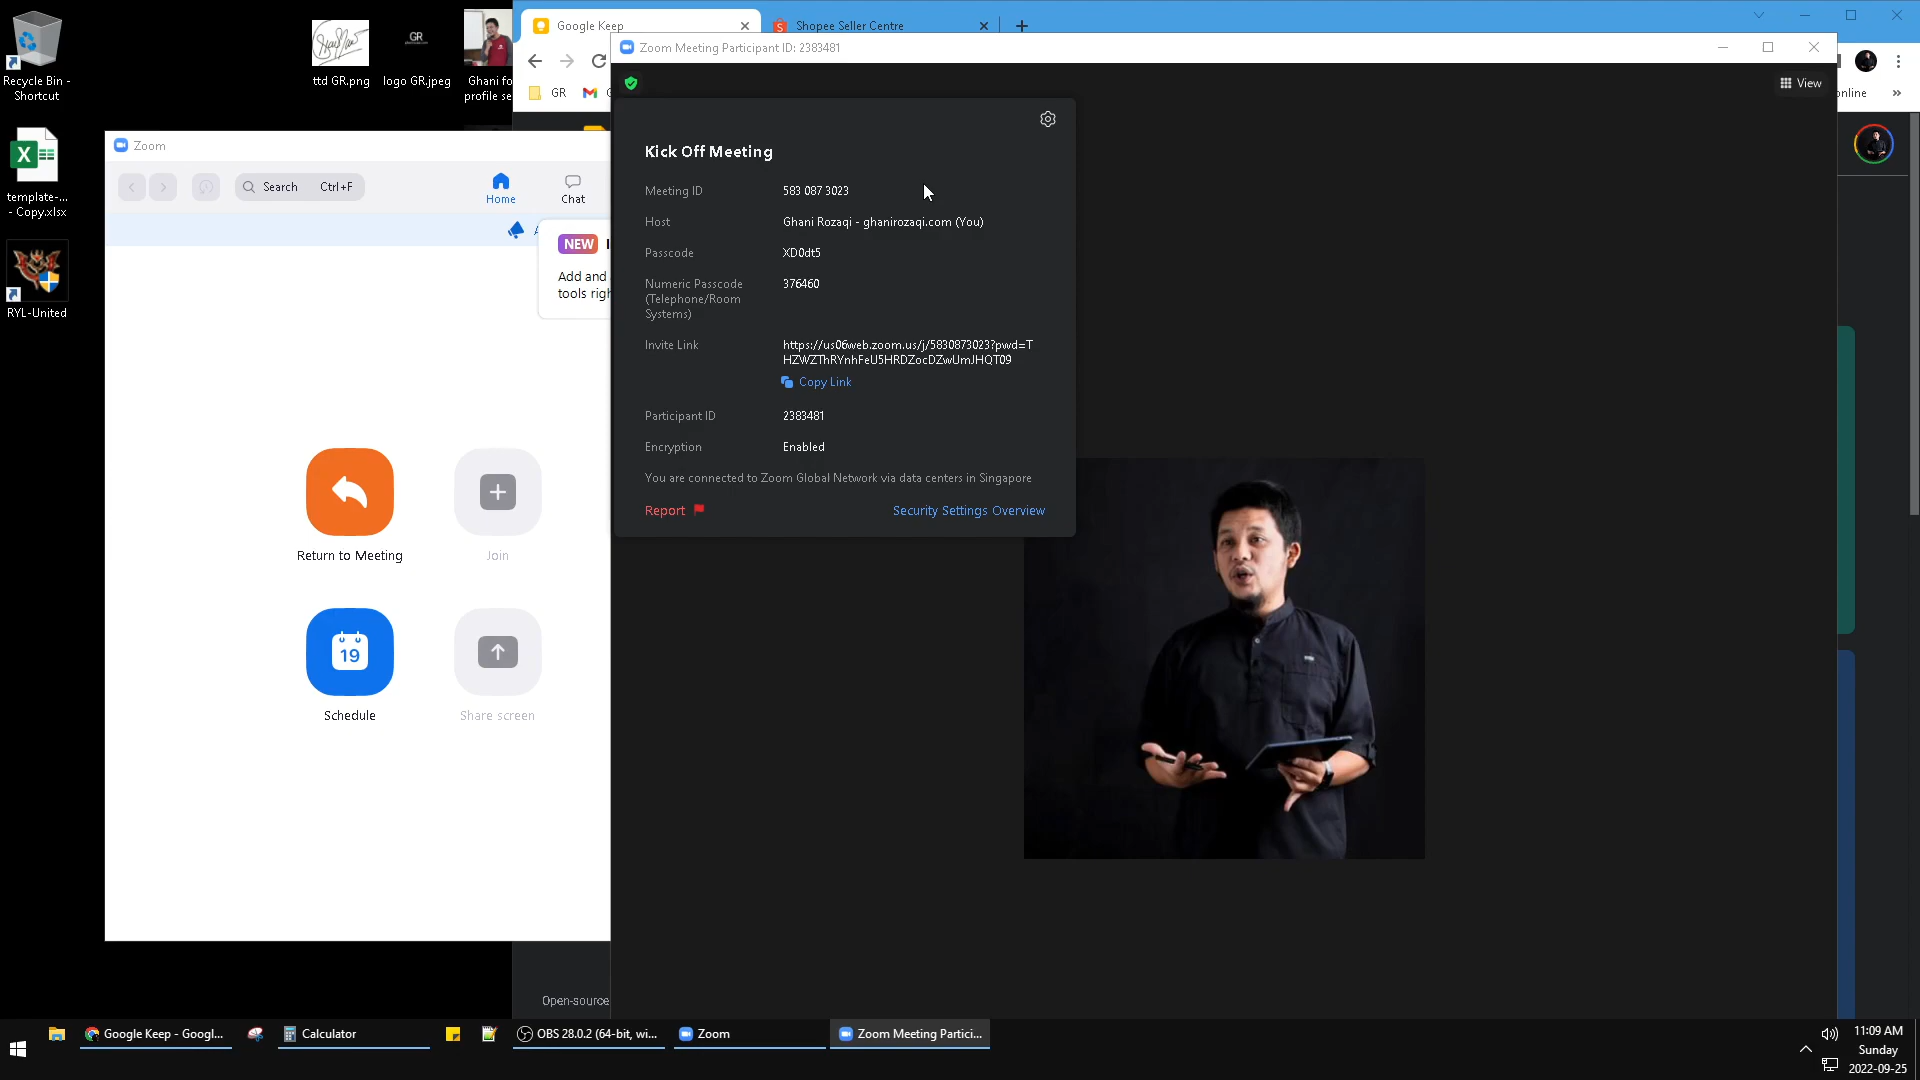 Recycle Bin -
Shortcut
ttd GR.png
GR
logo GR.jpeg
Ghani fo
profile se
template-...
- Copy.xlsx
RYL-United
Google Keep
Shopee Seller Centre
GR
online
Zoom
Search
Ctrl+F
Home
Chat
NEW
Add and
tools righ
Return to Meeting
Join
19
Schedule
Share screen
Zoom Meeting Participant ID: 2383481
View
Kick Off Meeting
Meeting ID
583 087 3023
Host
Ghani Rozaqi - ghanirozaqi.com (You)
Passcode
XD0dt5
Numeric Passcode
(Telephone/Room
Systems)
376460
Invite Link
https://us06web.zoom.us/j/5830873023?pwd=T
HZWZThRYnhFeU5HRDZocDZwUmJHQT09
Copy Link
Participant ID
2383481
Encryption
Enabled
You are connected to Zoom Global Network via data centers in Singapore
Report
Security Settings Overview
Open-source
Google Keep - Googl...
Calculator
OBS 28.0.2 (64-bit, wi...
Zoom
Zoom Meeting Partici...
11:09 AM
Sunday
2022-09-25